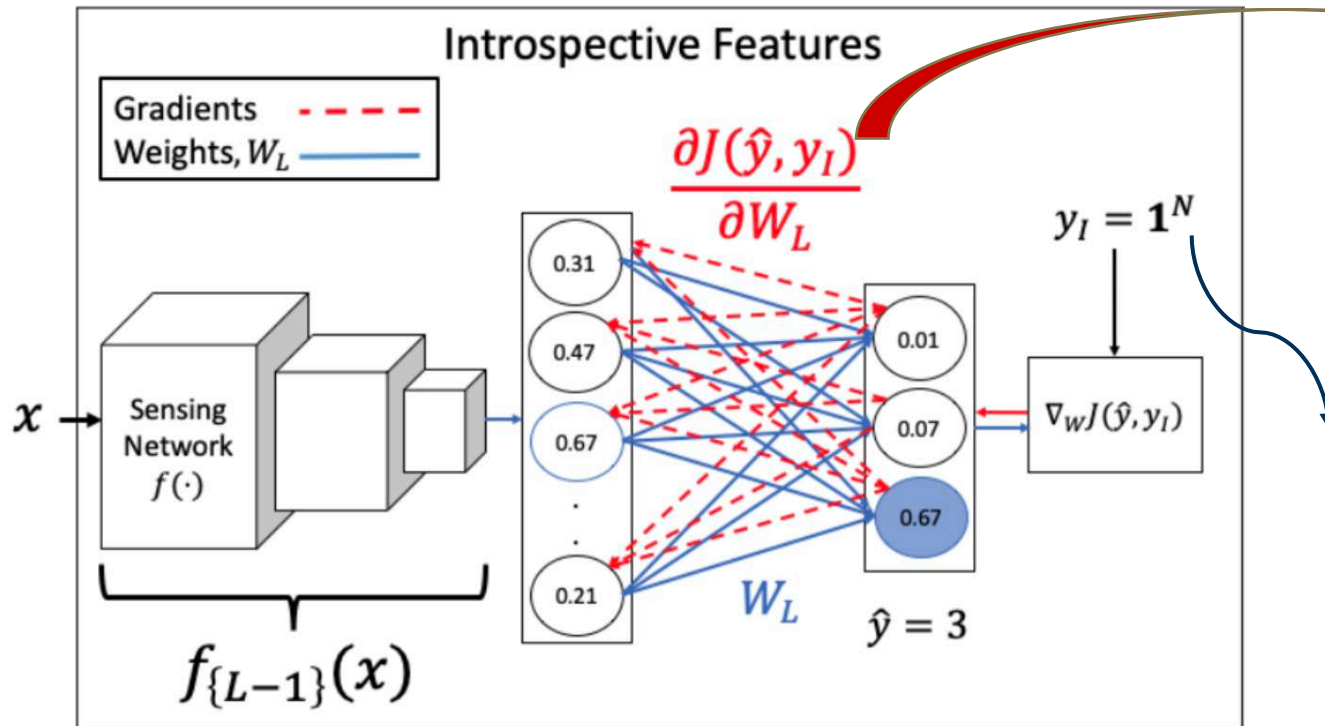 Introspective Features
Gradients
Weights, W_L
∂J(ŷ, y_I)
∂W_L
y_I = 1^N
0.31
0.47
0.67
.
.
0.21
0.01
0.07
0.67
x
Sensing
Network
f(·)
∇_W J(ŷ, y_I)
W_L
ŷ = 3
f_{L−1}(x)